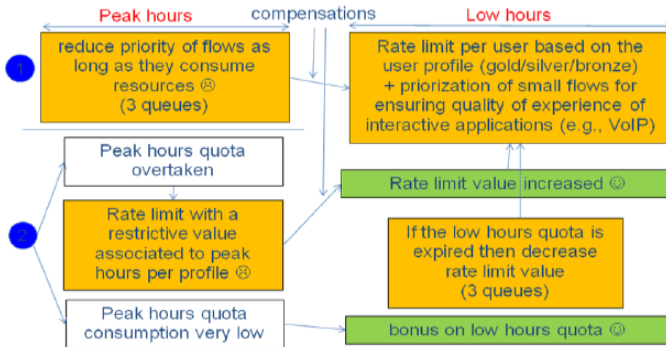 Peak hours
compensations
Low hours
1
reduce priority of flows as
long as they consume
resources ☹
(3 queues)
Rate limit per user based on the
user profile (gold/silver/bronze)
+ priorization of small flows for
ensuring quality of experience of
interactive applications (e.g., VoIP)
Peak hours quota
overtaken
Rate limit value increased ☺
2
Rate limit with a
restrictive value
associated to peak
hours per profile ☹
If the low hours quota is
expired then decrease
rate limit value
(3 queues)
Peak hours quota
consumption very low
bonus on low hours quota ☺